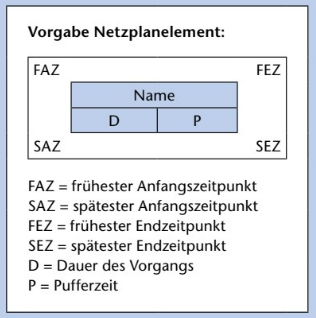 Vorgabe Netzplanelement:
FAZ FEZ
Name
D P
SAZ SEZ
FAZ = frühester Anfangszeitpunkt
SAZ = spätester Anfangszeitpunkt
FEZ = frühester Endzeitpunkt
SEZ = spätester Endzeitpunkt
D = Dauer des Vorgangs
P = Pufferzeit